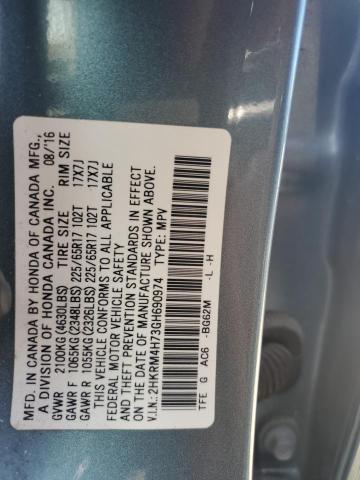 MFD. IN CANADA BY HONDA OF CANADA MFG.,
A DIVISION OF HONDA CANADA INC. 08/16
GVWR 2100KG (4630LBS) TIRE SIZE RIM SIZE
GAWR F 1065KG (2348LBS) 225/65R17 102T 17X7J
GAWR R 1055KG (2326LBS) 225/65R17 102T 17X7J
THIS VEHICLE CONFORMS TO ALL APPLICABLE
FEDERAL MOTOR VEHICLE SAFETY
AND THEFT PREVENTION STANDARDS IN EFFECT
ON THE DATE OF MANUFACTURE SHOWN ABOVE.
V.I.N.:2HKRM4H73GH690974 TYPE: MPV
TFE G AC6 -BG62M -L -H